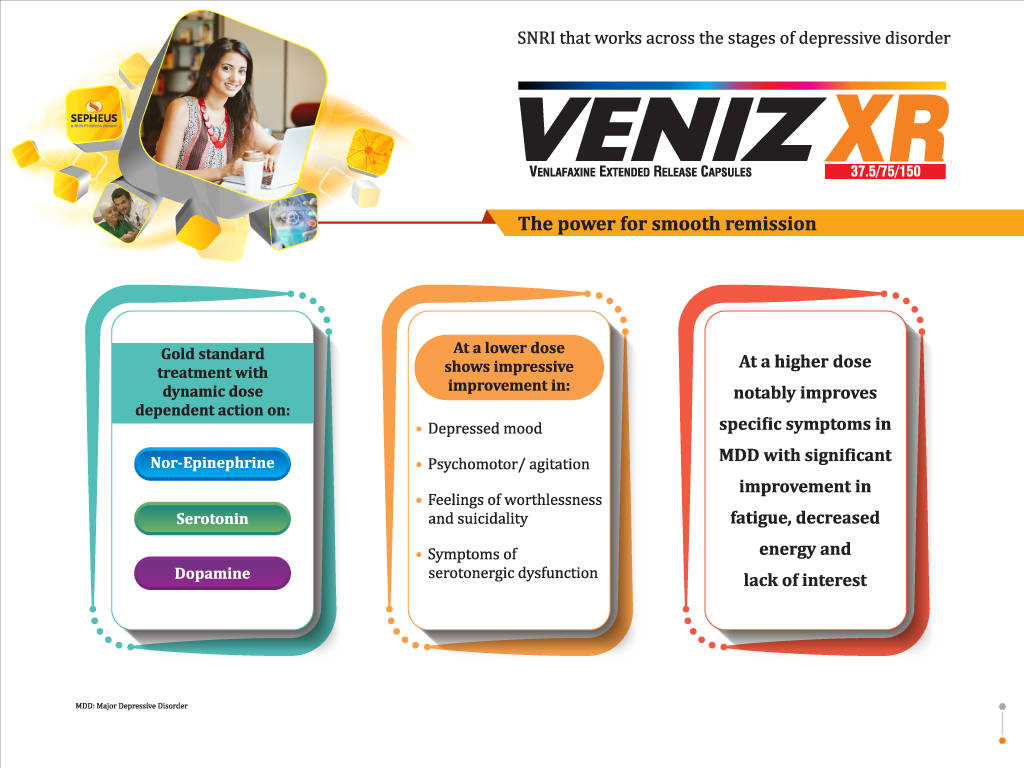 SNRI that works across the stages of depressive disorder
SEPHEUS
VENIZ XR
VENLAFAXINE EXTENDED RELEASE CAPSULES
37.5/75/150
The power for smooth remission
Gold standard
treatment with
dynamic dose
dependent action on:
Nor-Epinephrine
Serotonin
Dopamine
At a lower dose
shows impressive
improvement in:
• Depressed mood
• Psychomotor/ agitation
• Feelings of worthlessness
and suicidality
• Symptoms of
serotonergic dysfunction
At a higher dose
notably improves
specific symptoms in
MDD with significant
improvement in
fatigue, decreased
energy and
lack of interest
MDD: Major Depressive Disorder